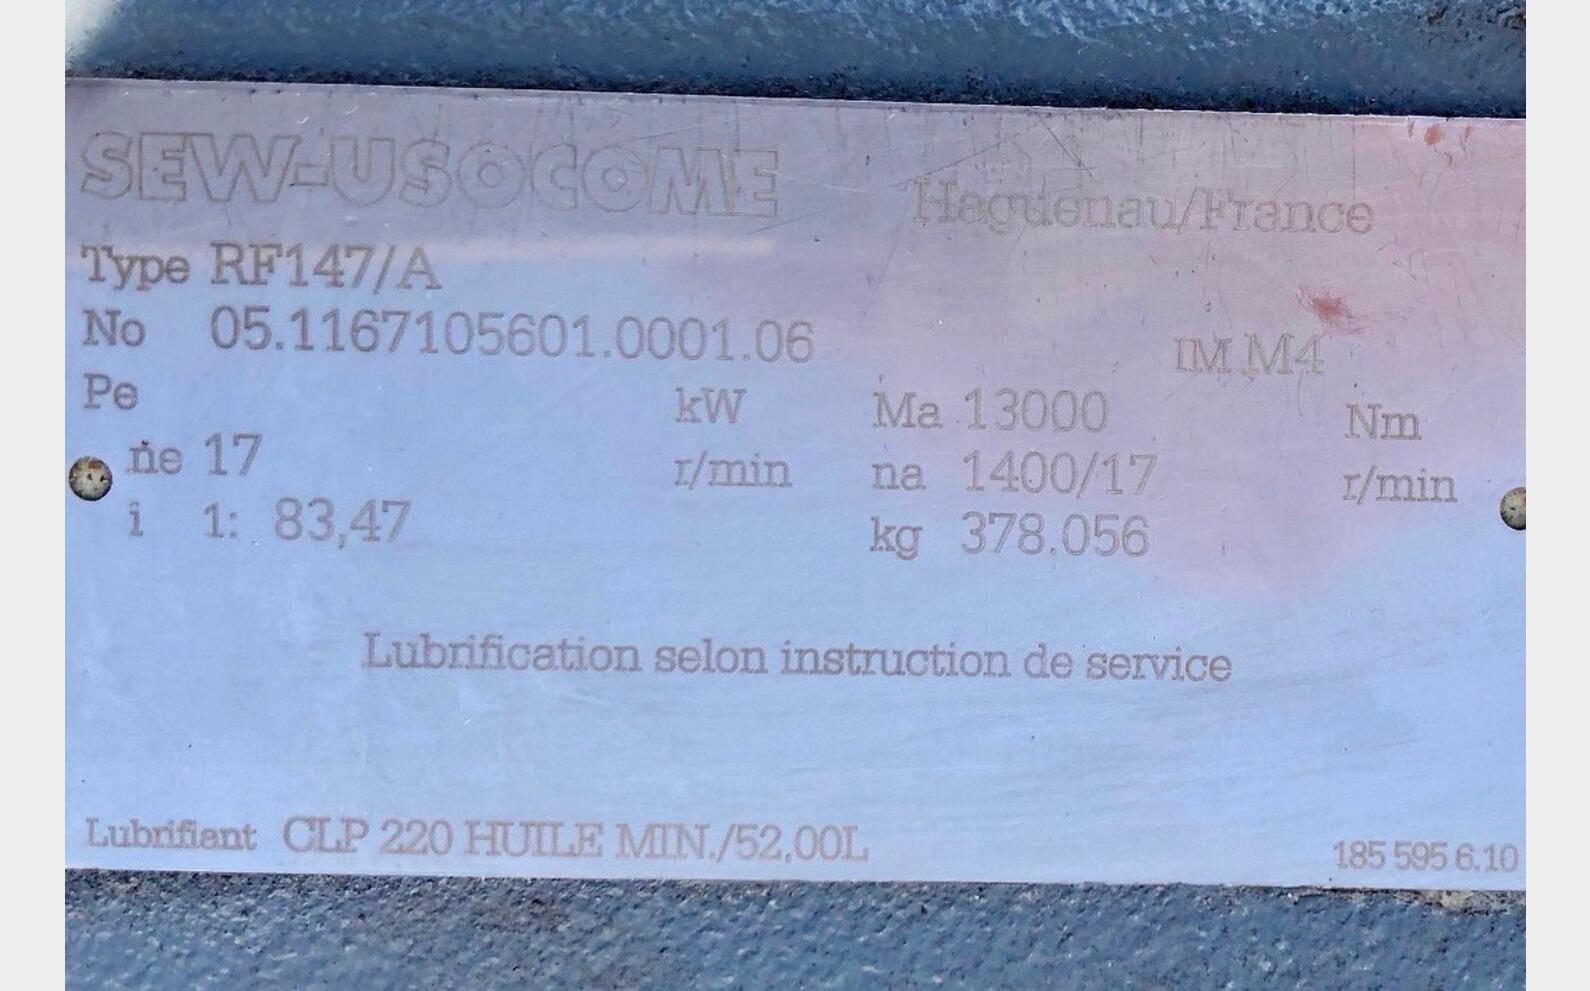 SEW-USOCOME Haguenau/France
Type RF147/A
No 05.1167105601.0001.06 IM M4
Pe kW Ma 13000 Nm
ne 17 r/min na 1400/17 r/min
i 1: 83,47 kg 378.056
Lubrification selon instruction de service
Lubrifiant CLP 220 HUILE MIN./52,00L 185 595 6.10